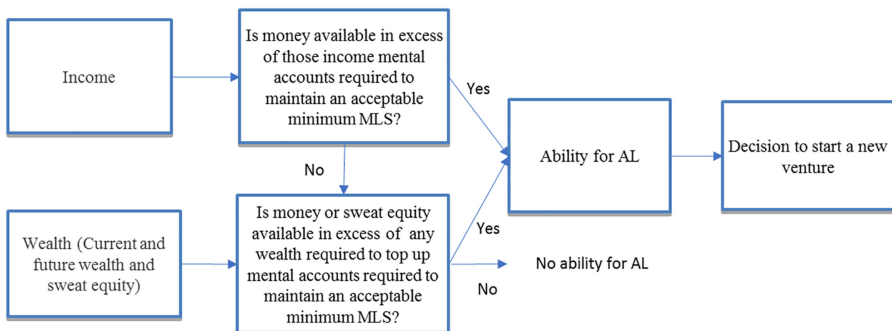 Income
Is money available in excess
of those income mental
accounts required to
maintain an acceptable
minimum MLS?
Yes
No
Ability for AL
Decision to start a new
venture
Wealth (Current and
future wealth and
sweat equity)
Is money or sweat equity
available in excess of any
wealth required to top up
mental accounts required to
maintain an acceptable
minimum MLS?
Yes
No
No ability for AL